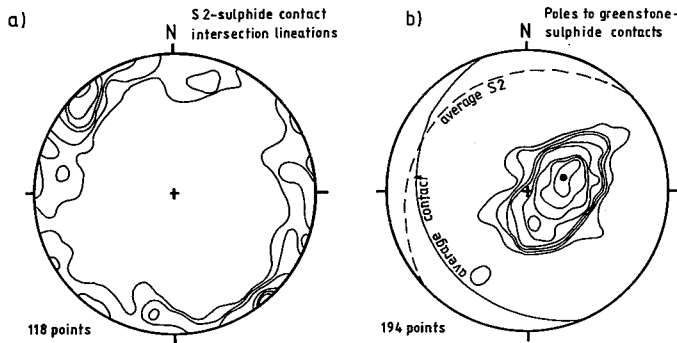 a)
S2-sulphide contact
intersection lineations
N
118 points
b)
Poles to greenstone-
sulphide contacts
N
average S2
average contact
194 points